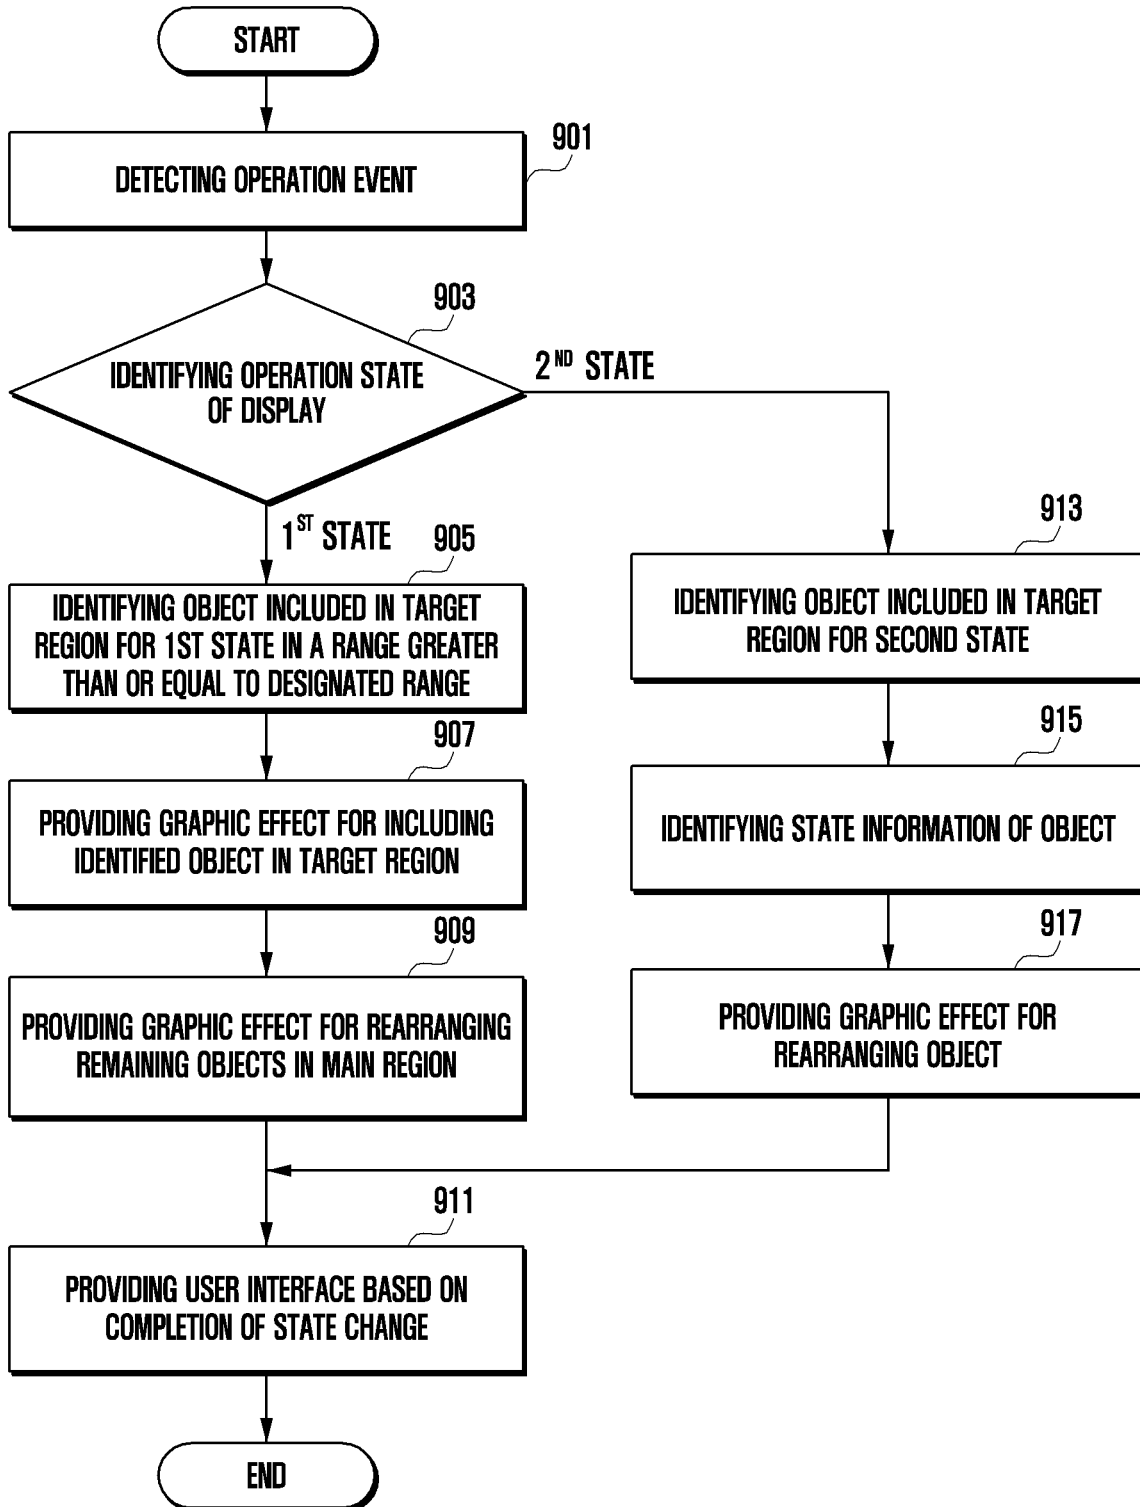 START
901
DETECTING OPERATION EVENT
903
IDENTIFYING OPERATION STATE
OF DISPLAY
2ND STATE
1ST STATE
905
IDENTIFYING OBJECT INCLUDED IN TARGET
REGION FOR 1ST STATE IN A RANGE GREATER
THAN OR EQUAL TO DESIGNATED RANGE
907
PROVIDING GRAPHIC EFFECT FOR INCLUDING
IDENTIFIED OBJECT IN TARGET REGION
909
PROVIDING GRAPHIC EFFECT FOR REARRANGING
REMAINING OBJECTS IN MAIN REGION
913
IDENTIFYING OBJECT INCLUDED IN TARGET
REGION FOR SECOND STATE
915
IDENTIFYING STATE INFORMATION OF OBJECT
917
PROVIDING GRAPHIC EFFECT FOR
REARRANGING OBJECT
911
PROVIDING USER INTERFACE BASED ON
COMPLETION OF STATE CHANGE
END